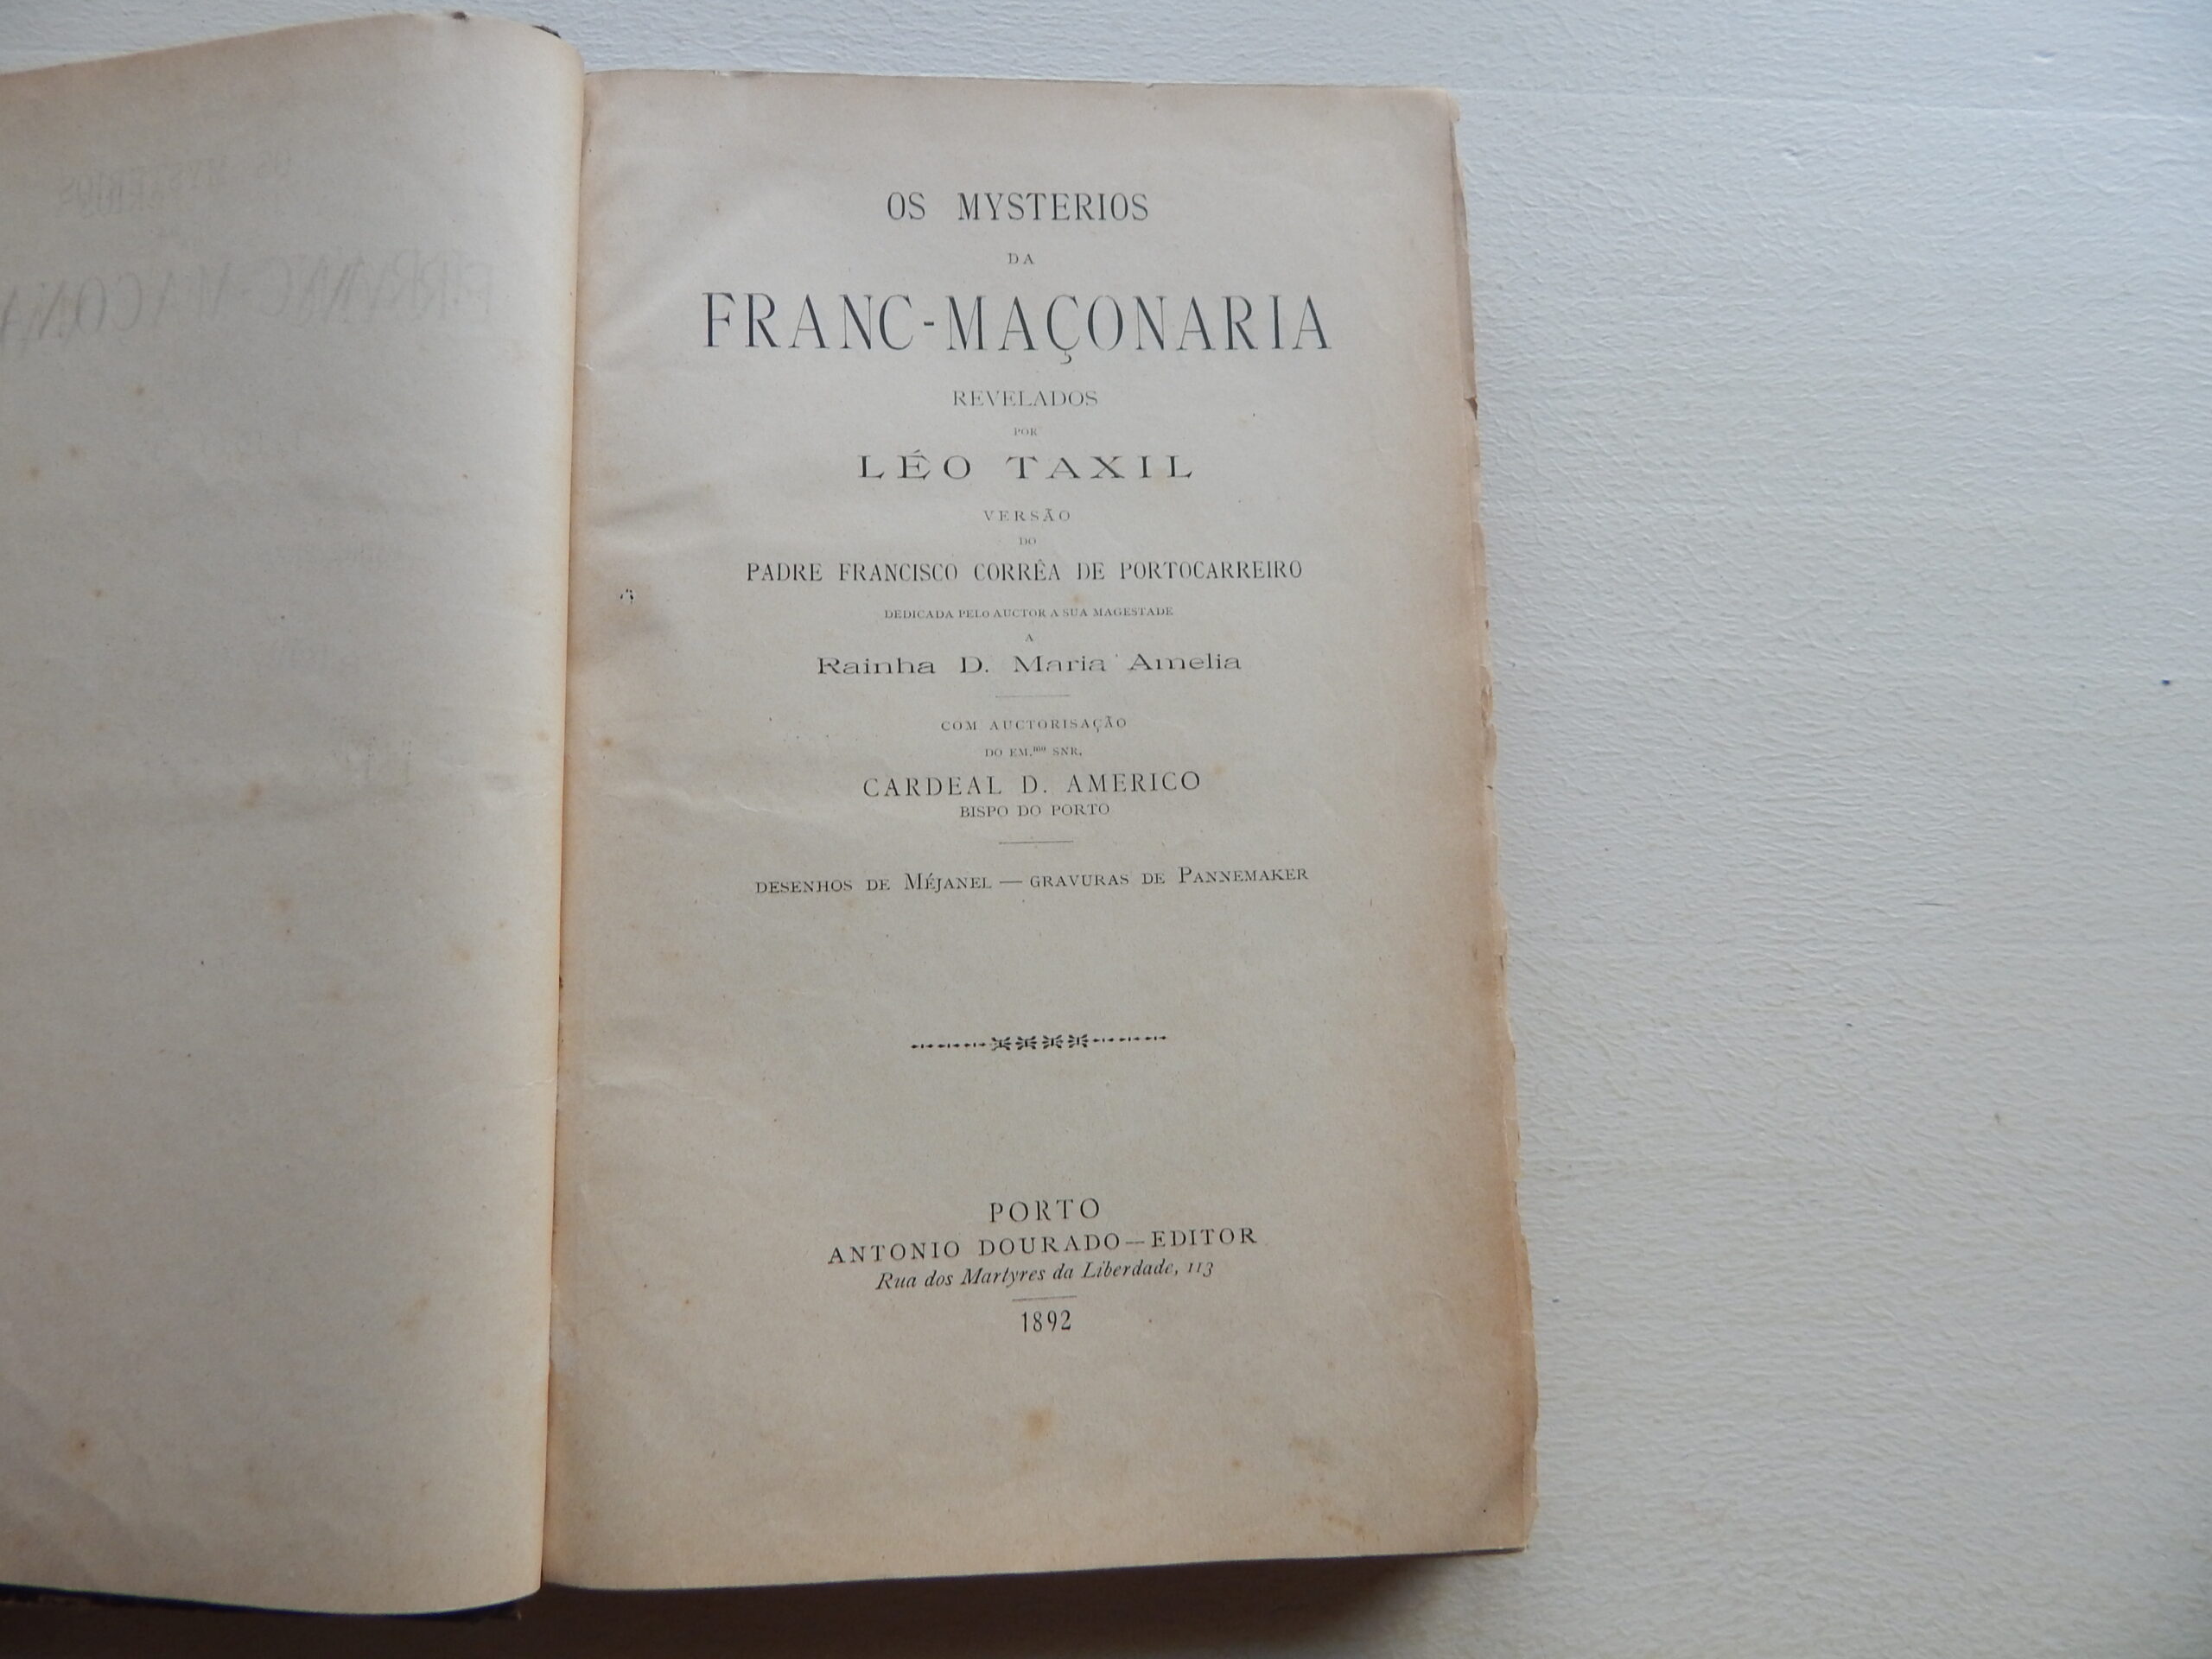 OS MYSTERIOS
DA
FRANC-MAÇONARIA
REVELADOS
POR
LÉO TAXIL
VERSÃO
DO
PADRE FRANCISCO CORRÊA DE PORTOCARREIRO
DEDICADA PELO AUCTOR A SUA MAGESTADE
A
Rainha D. Maria Amelia
COM AUCTORISAÇÃO
DO EM.mo SNR.
CARDEAL D. AMERICO
BISPO DO PORTO
DESENHOS DE MÉJANEL — GRAVURAS DE PANNEMAKER
PORTO
ANTONIO DOURADO—EDITOR
Rua dos Martyres da Liberdade, 113
1892